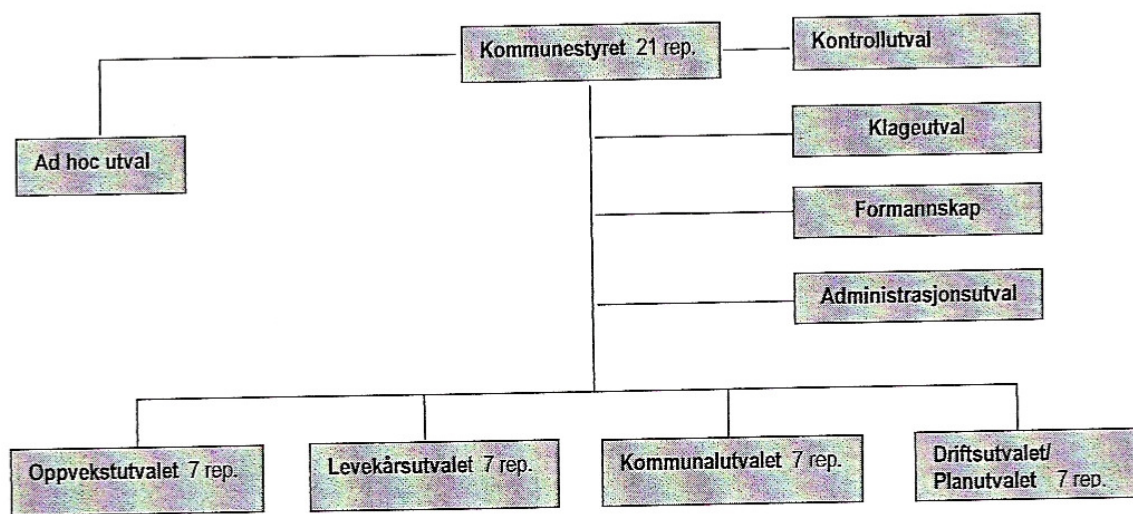 Kommunestyret 21 rep.
Kontrollutval
Ad hoc utval
Klageutval
Formannskap
Administrasjonsutval
Oppvekstutvalet 7 rep.
Levekårsutvalet 7 rep.
Kommunalutvalet 7 rep.
Driftsutvalet/
Planutvalet 7 rep.